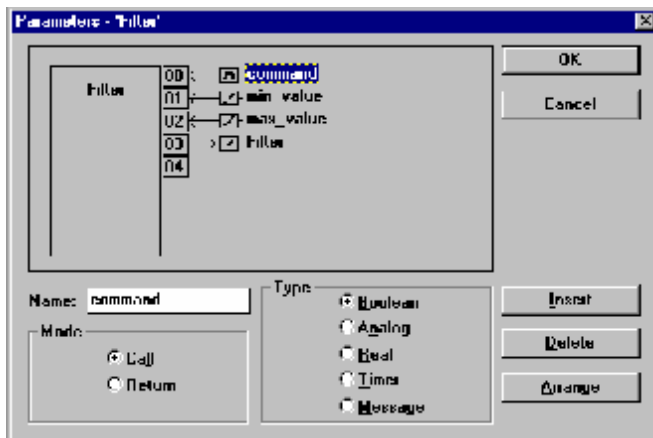 Parameters - 'Filter'
Filter
00 command
01 min_value
02 max_value
03 Filter
04
OK
Cancel
Name: command
Mode
Call
Return
Type
Boolean
Analog
Real
Timer
Message
Insert
Delete
Arrange